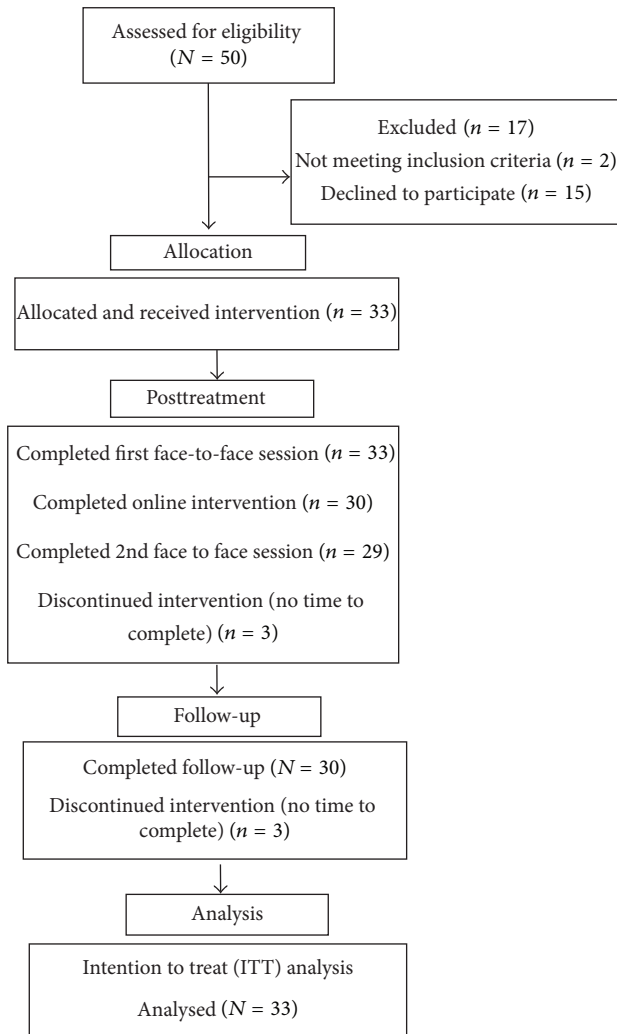 Assessed for eligibility
(N = 50)
Excluded (n = 17)
Not meeting inclusion criteria (n = 2)
Declined to participate (n = 15)
Allocation
Allocated and received intervention (n = 33)
Posttreatment
Completed first face-to-face session (n = 33)
Completed online intervention (n = 30)
Completed 2nd face to face session (n = 29)
Discontinued intervention (no time to
complete) (n = 3)
Follow-up
Completed follow-up (N = 30)
Discontinued intervention (no time to
complete) (n = 3)
Analysis
Intention to treat (ITT) analysis
Analysed (N = 33)